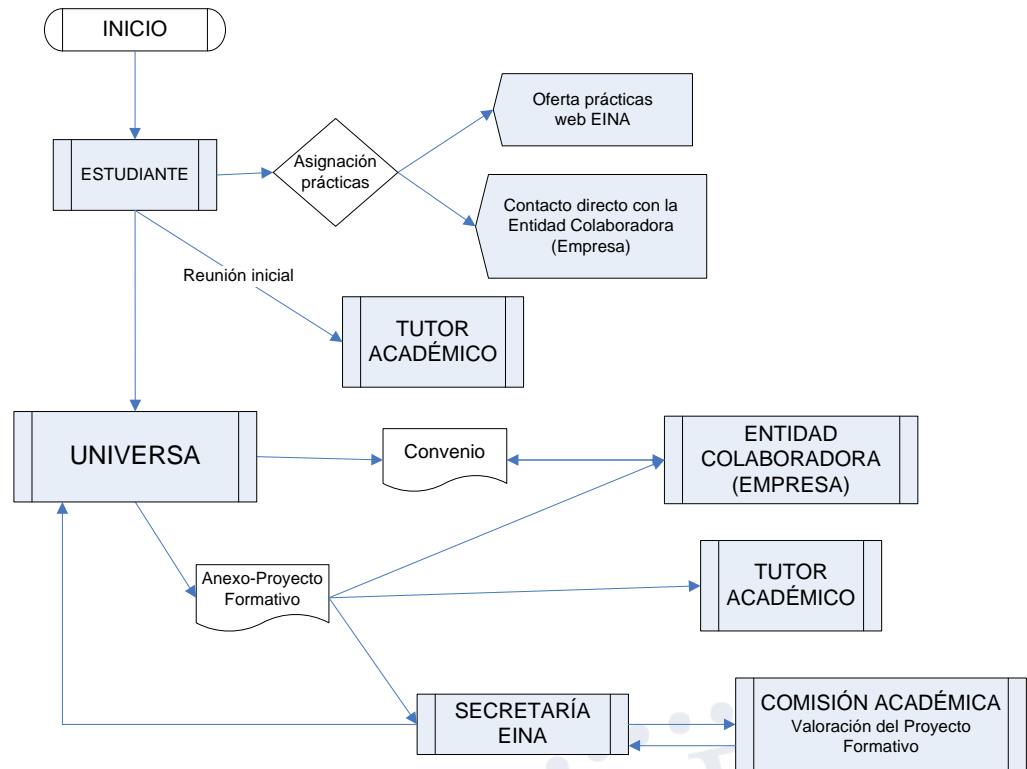 INICIO
Oferta prácticas
web EINA
ESTUDIANTE
Asignación
prácticas
Contacto directo con la
Entidad Colaboradora
(Empresa)
Reunión inicial
TUTOR
ACADÉMICO
UNIVERSA
Convenio
ENTIDAD
COLABORADORA
(EMPRESA)
Anexo-Proyecto
Formativo
TUTOR
ACADÉMICO
SECRETARÍA
EINA
COMISIÓN ACADÉMICA
Valoración del Proyecto
Formativo